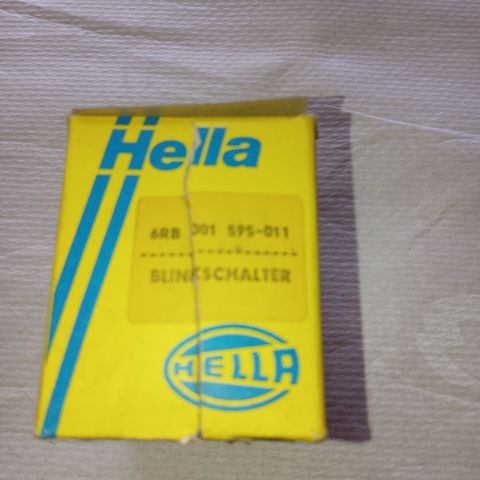 Hella
6RB 001 595-011
BLINKSCHALTER
HELLA